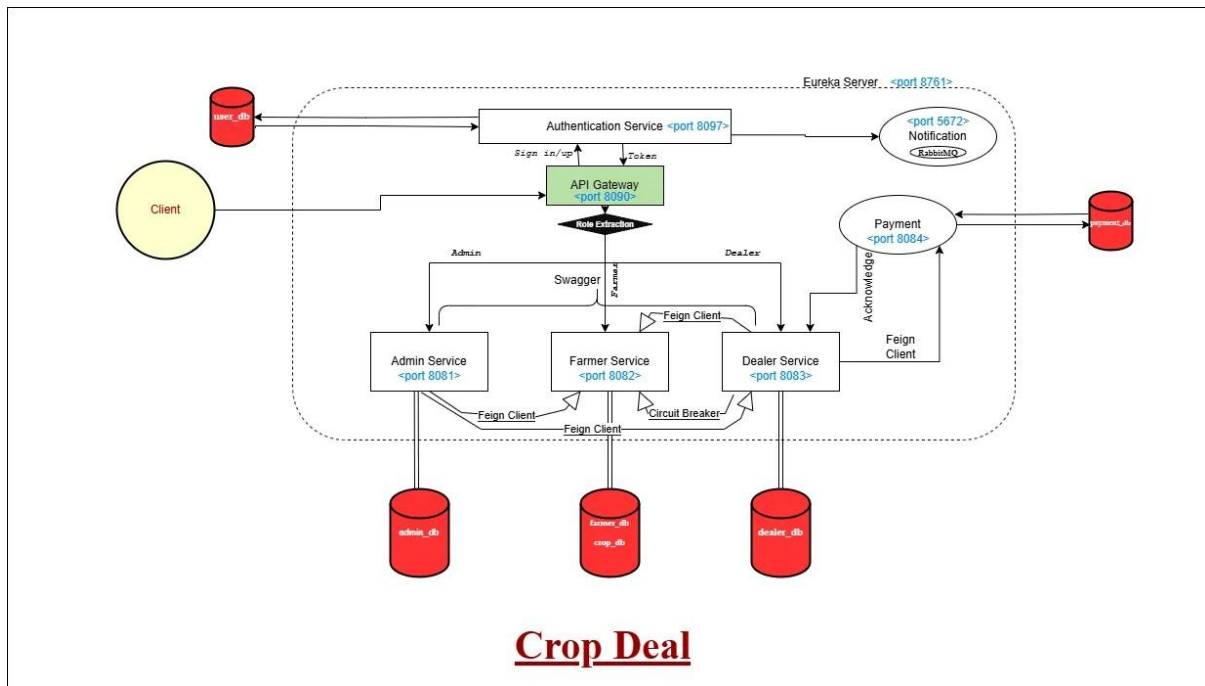 Eureka Server <port 8761>
user_db
Authentication Service <port 8097>
<port 5672>
Notification
RabbitMQ
Sign in/up
Token
API Gateway
<port 8090>
Client
Role Extraction
Payment
<port 8084>
payment_db
Admin
Dealer
Farmer
Swagger
Acknowledge
Feign Client
Feign
Client
Admin Service
<port 8081>
Farmer Service
<port 8082>
Dealer Service
<port 8083>
Feign Client
Circuit Breaker
Feign Client
admin_db
farmer_db
crop_db
dealer_db
Crop Deal